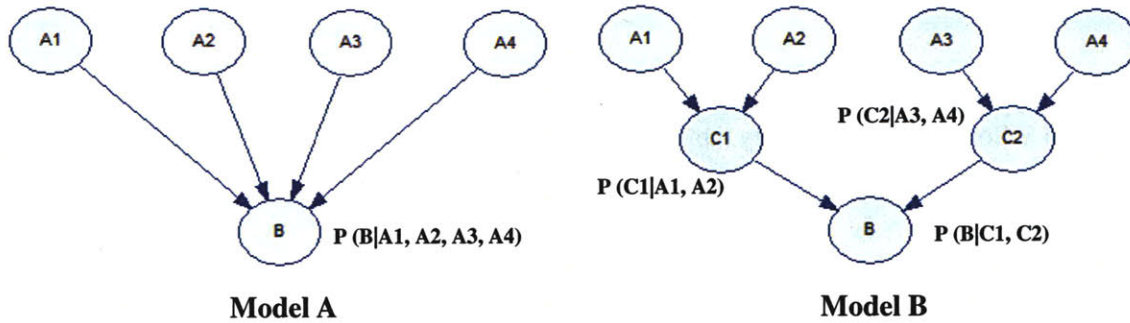 A1 A2 A3 A4
B
P (B|A1, A2, A3, A4)
Model A
A1 A2 A3 A4
P (C2|A3, A4)
C1 C2
P (C1|A1, A2)
B
P (B|C1, C2)
Model B